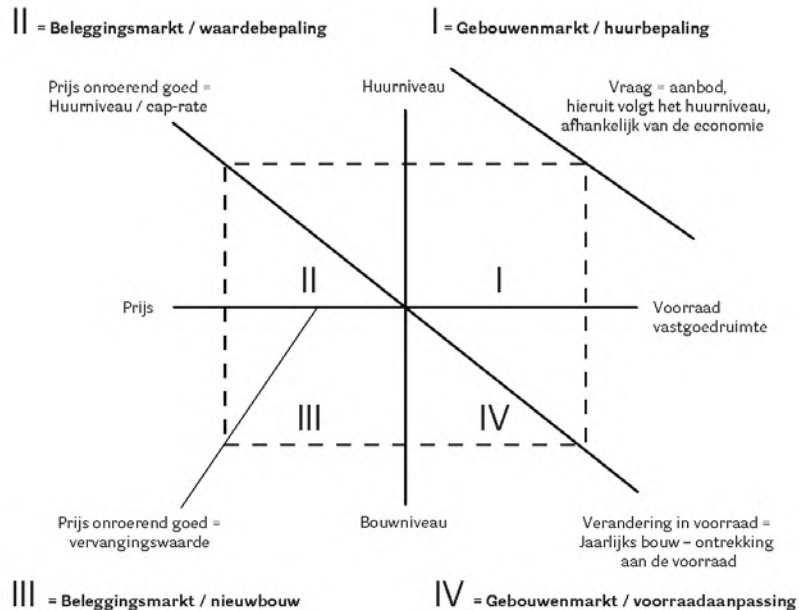 II = Beleggingsmarkt / waardebepaling
I = Gebouwenmarkt / huurbepaling
Prijs onroerend goed =
Huurniveau / cap-rate
Huurniveau
Vraag = aanbod,
hieruit volgt het huurniveau,
afhankelijk van de economie
II
I
Prijs
Voorraad
vastgoedruimte
III
IV
Prijs onroerend goed =
vervangingswaarde
Bouwniveau
Verandering in voorraad =
Jaarlijks bouw – ontrekking
aan de voorraad
III = Beleggingsmarkt / nieuwbouw
IV = Gebouwenmarkt / voorraadaanpassing